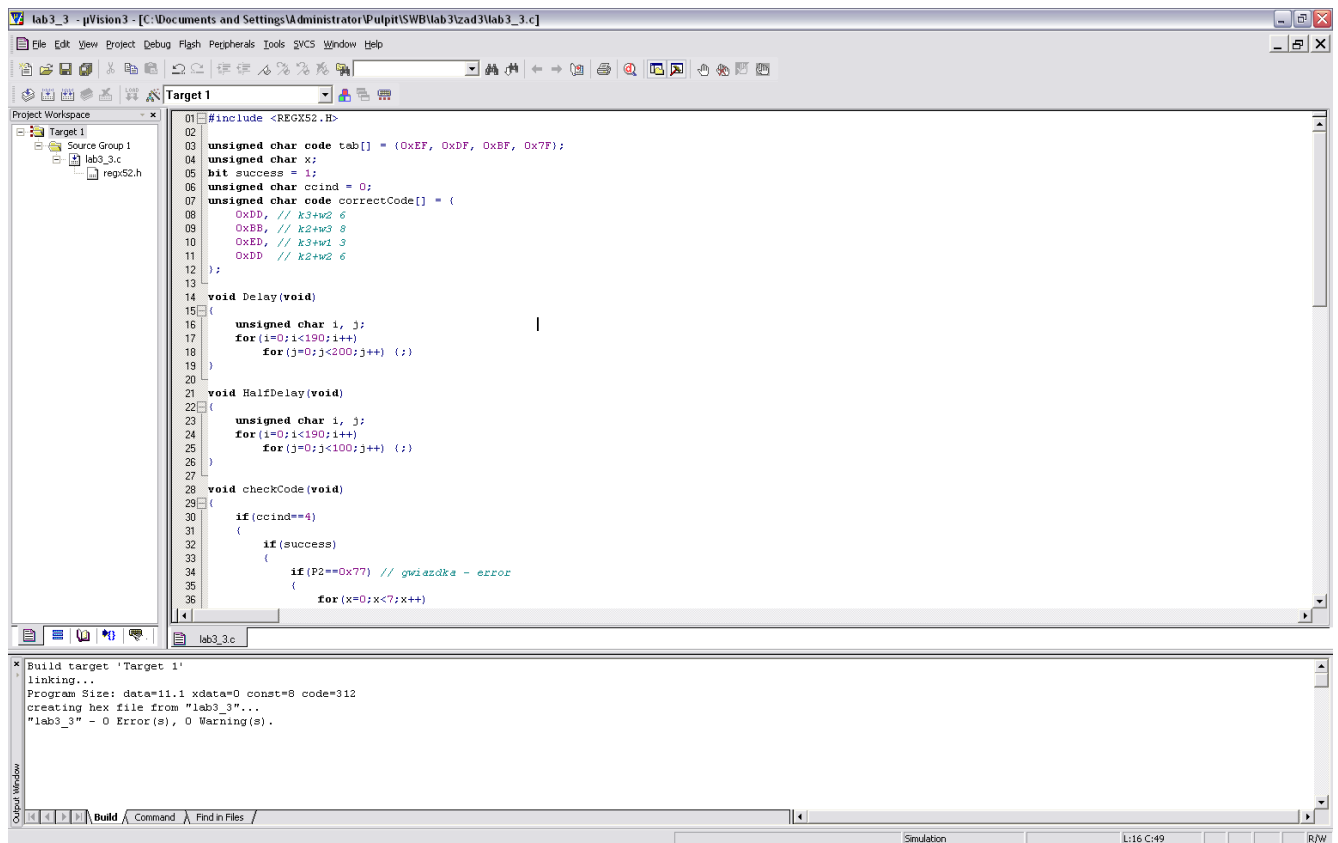 lab3_3 - µVision3 - [C:\Documents and Settings\Administrator\Pulpit\SWB\lab3\zad3\lab3_3.c]
File Edit View Project Debug Flash Peripherals Tools SVCS Window Help
Target 1
Project Workspace
Target 1
Source Group 1
lab3_3.c
regx52.h
01 #include <REGX52.H>
02
03 unsigned char code tab[] = {0xEF, 0xDF, 0xBF, 0x7F};
04 unsigned char x;
05 bit success = 1;
06 unsigned char ccind = 0;
07 unsigned char code correctCode[] = {
08 0xDD, // k3+w2 6
09 0xBB, // k2+w3 8
10 0xED, // k3+w1 3
11 0xDD // k2+w2 6
12 };
13
14 void Delay(void)
15 {
16 unsigned char i, j;
17 for(i=0;i<190;i++)
18 for(j=0;j<200;j++) {;}
19 }
20
21 void HalfDelay(void)
22 {
23 unsigned char i, j;
24 for(i=0;i<190;i++)
25 for(j=0;j<100;j++) {;}
26 }
27
28 void checkCode(void)
29 {
30 if(ccind==4)
31 {
32 if(success)
33 {
34 if(P2==0x77) // gwiazdka - error
35 {
36 for(x=0;x<7;x++)
lab3_3.c
Build target 'Target 1'
linking...
Program Size: data=11.1 xdata=0 const=8 code=312
creating hex file from "lab3_3"...
"lab3_3" - 0 Error(s), 0 Warning(s).
Output Window
Build Command Find in Files
Simulation L:16 C:49 R/W